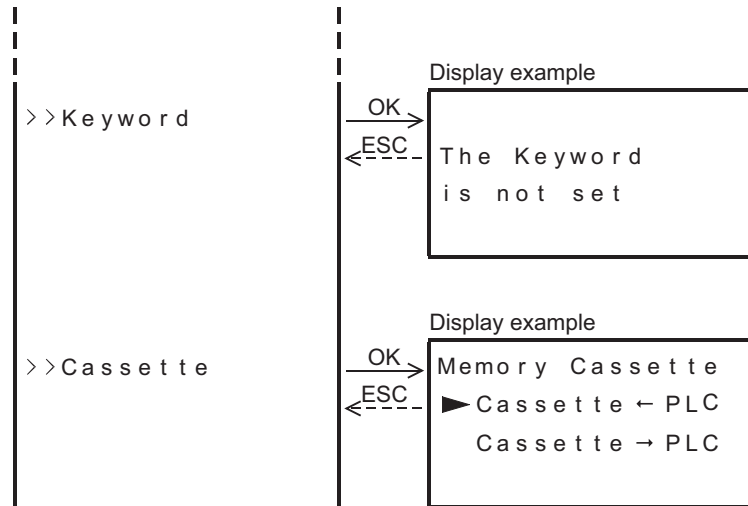 Display example
>>Keyword
OK
ESC
The Keyword
is not set
Display example
>>Cassette
OK
ESC
Memory Cassette
►Cassette ← PLC
Cassette → PLC